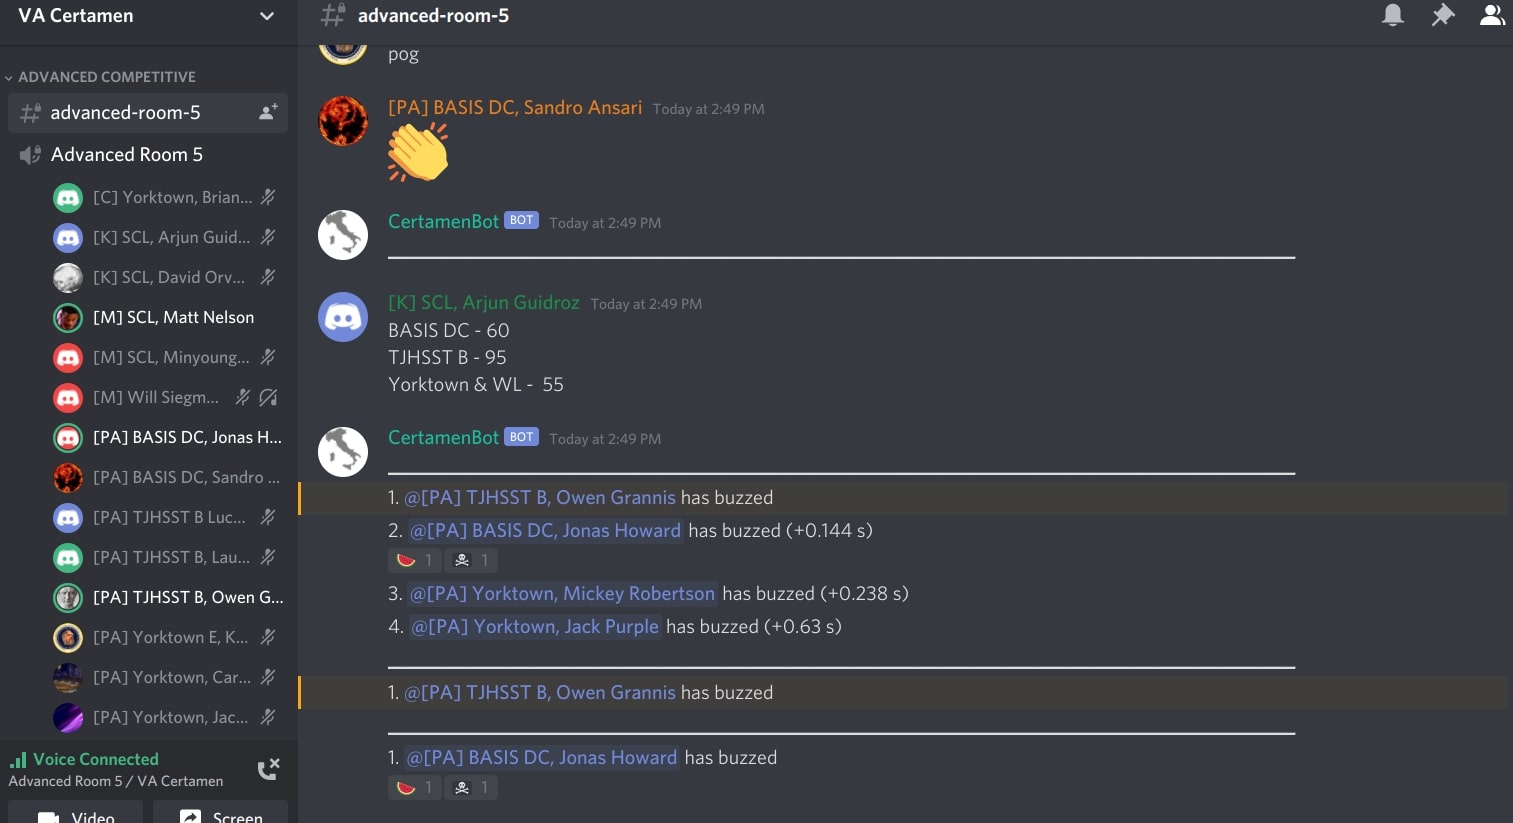 VA Certamen
ADVANCED COMPETITIVE
advanced-room-5
Advanced Room 5
[C] Yorktown, Brian...
[K] SCL, Arjun Guid...
[K] SCL, David Orv...
[M] SCL, Matt Nelson
[M] SCL, Minyoung...
[M] Will Siegm...
[PA] BASIS DC, Jonas H...
[PA] BASIS DC, Sandro ...
[PA] TJHSST B Luc...
[PA] TJHSST B, Lau...
[PA] TJHSST B, Owen G...
[PA] Yorktown E, K...
[PA] Yorktown, Car...
[PA] Yorktown, Jac...
Voice Connected
Advanced Room 5 / VA Certamen
Video
Screen
advanced-room-5
pog
[PA] BASIS DC, Sandro Ansari Today at 2:49 PM
CertamenBot BOT Today at 2:49 PM
[K] SCL, Arjun Guidroz Today at 2:49 PM
BASIS DC - 60
TJHSST B - 95
Yorktown & WL - 55
CertamenBot BOT Today at 2:49 PM
1. @[PA] TJHSST B, Owen Grannis has buzzed
2. @[PA] BASIS DC, Jonas Howard has buzzed (+0.144 s)
1 1
3. @[PA] Yorktown, Mickey Robertson has buzzed (+0.238 s)
4. @[PA] Yorktown, Jack Purple has buzzed (+0.63 s)
1. @[PA] TJHSST B, Owen Grannis has buzzed
1. @[PA] BASIS DC, Jonas Howard has buzzed
1 1